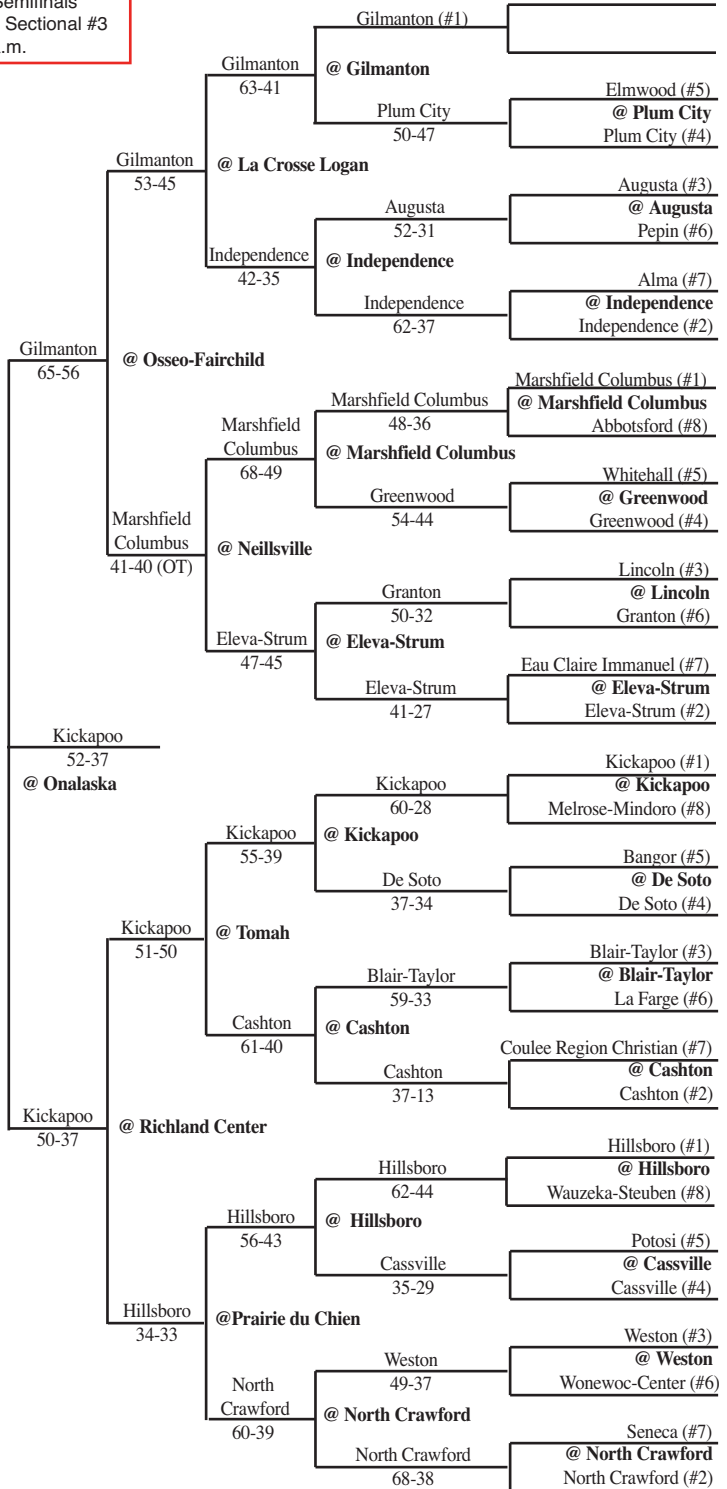 Semifinals
Sectional #3
a.m.
Gilmanton (#1)
Gilmanton
63-41
@ Gilmanton
Elmwood (#5)
@ Plum City
Plum City (#4)
Plum City
50-47
Gilmanton
53-45
@ La Crosse Logan
Augusta (#3)
@ Augusta
Pepin (#6)
Augusta
52-31
Independence
42-35
@ Independence
Alma (#7)
@ Independence
Independence (#2)
Independence
62-37
Gilmanton
65-56
@ Osseo-Fairchild
Marshfield Columbus (#1)
@ Marshfield Columbus
Abbotsford (#8)
Marshfield Columbus
48-36
Marshfield
Columbus
68-49
@ Marshfield Columbus
Whitehall (#5)
@ Greenwood
Greenwood (#4)
Greenwood
54-44
Marshfield
Columbus
41-40 (OT)
@ Neillsville
Lincoln (#3)
@ Lincoln
Granton (#6)
Granton
50-32
Eleva-Strum
47-45
@ Eleva-Strum
Eau Claire Immanuel (#7)
@ Eleva-Strum
Eleva-Strum (#2)
Eleva-Strum
41-27
Kickapoo
52-37
@ Onalaska
Kickapoo (#1)
@ Kickapoo
Melrose-Mindoro (#8)
Kickapoo
60-28
Kickapoo
55-39
@ Kickapoo
Bangor (#5)
@ De Soto
De Soto (#4)
De Soto
37-34
Kickapoo
51-50
@ Tomah
Blair-Taylor (#3)
@ Blair-Taylor
La Farge (#6)
Blair-Taylor
59-33
Cashton
61-40
@ Cashton
Coulee Region Christian (#7)
@ Cashton
Cashton (#2)
Cashton
37-13
Kickapoo
50-37
@ Richland Center
Hillsboro (#1)
@ Hillsboro
Wauzeka-Steuben (#8)
Hillsboro
62-44
Hillsboro
56-43
@ Hillsboro
Potosi (#5)
@ Cassville
Cassville (#4)
Cassville
35-29
Hillsboro
34-33
@Prairie du Chien
Weston (#3)
@ Weston
Wonewoc-Center (#6)
Weston
49-37
North
Crawford
60-39
@ North Crawford
Seneca (#7)
@ North Crawford
North Crawford (#2)
North Crawford
68-38